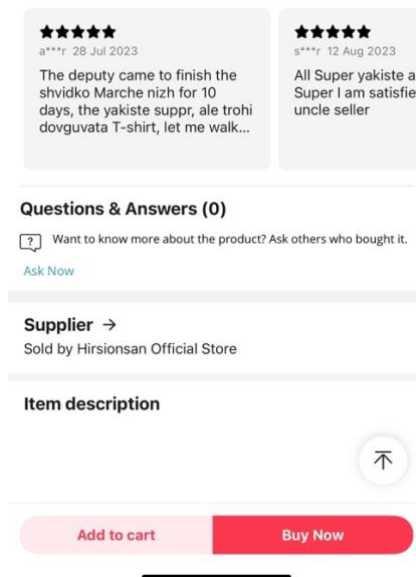 a***r 28 Jul 2023
The deputy came to finish the
shvidko Marche nizh for 10
days, the yakiste suppr, ale trohi
dovguvata T-shirt, let me walk...
s***r 12 Aug 2023
All Super yakiste a
Super I am satisfie
uncle seller
Questions & Answers (0)
? Want to know more about the product? Ask others who bought it.
Ask Now
Supplier →
Sold by Hirsionsan Official Store
Item description
Add to cart
Buy Now